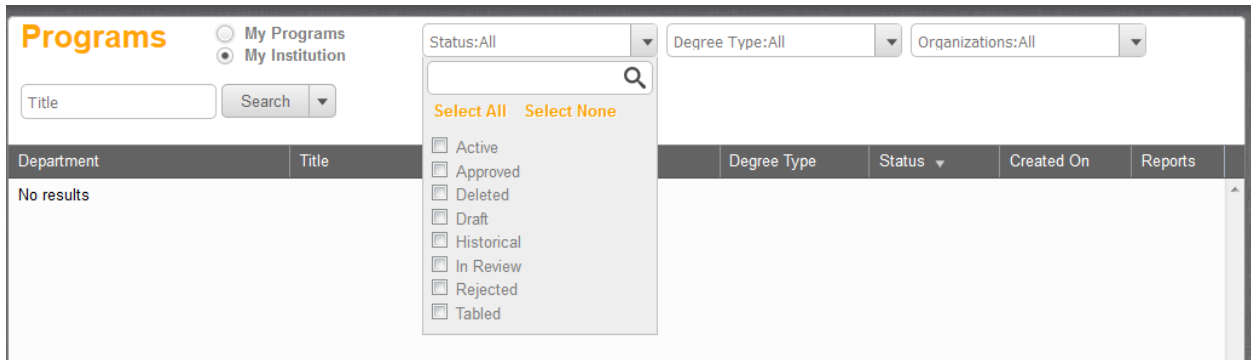 Programs
My Programs
My Institution
Status:All
Degree Type:All
Organizations:All
Title
Search
Select All Select None
Active
Approved
Deleted
Draft
Historical
In Review
Rejected
Tabled
Department Title Degree Type Status Created On Reports
No results